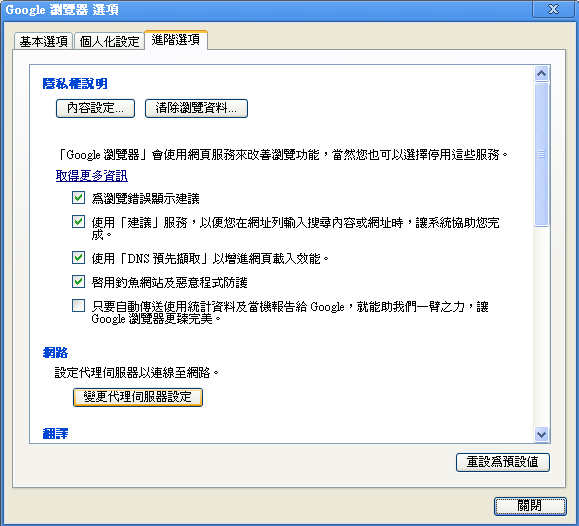 Google 瀏覽器 選項
基本選項 個人化設定 進階選項
隱私權說明
內容設定... 清除瀏覽資料...
「Google 瀏覽器」會使用網頁服務來改善瀏覽功能，當然您也可以選擇停用這些服務。
取得更多資訊
為瀏覽錯誤顯示建議
使用「建議」服務，以便您在網址列輸入搜尋內容或網址時，讓系統協助您完
成。
使用「DNS 預先擷取」以增進網頁載入效能。
啓用釣魚網站及惡意程式防護
只要自動傳送使用統計資料及當機報告給 Google，就能助我們一臂之力，讓
Google 瀏覽器更臻完美。
網路
設定代理伺服器以連線至網路。
變更代理伺服器設定
翻譯
重設為預設值
關閉